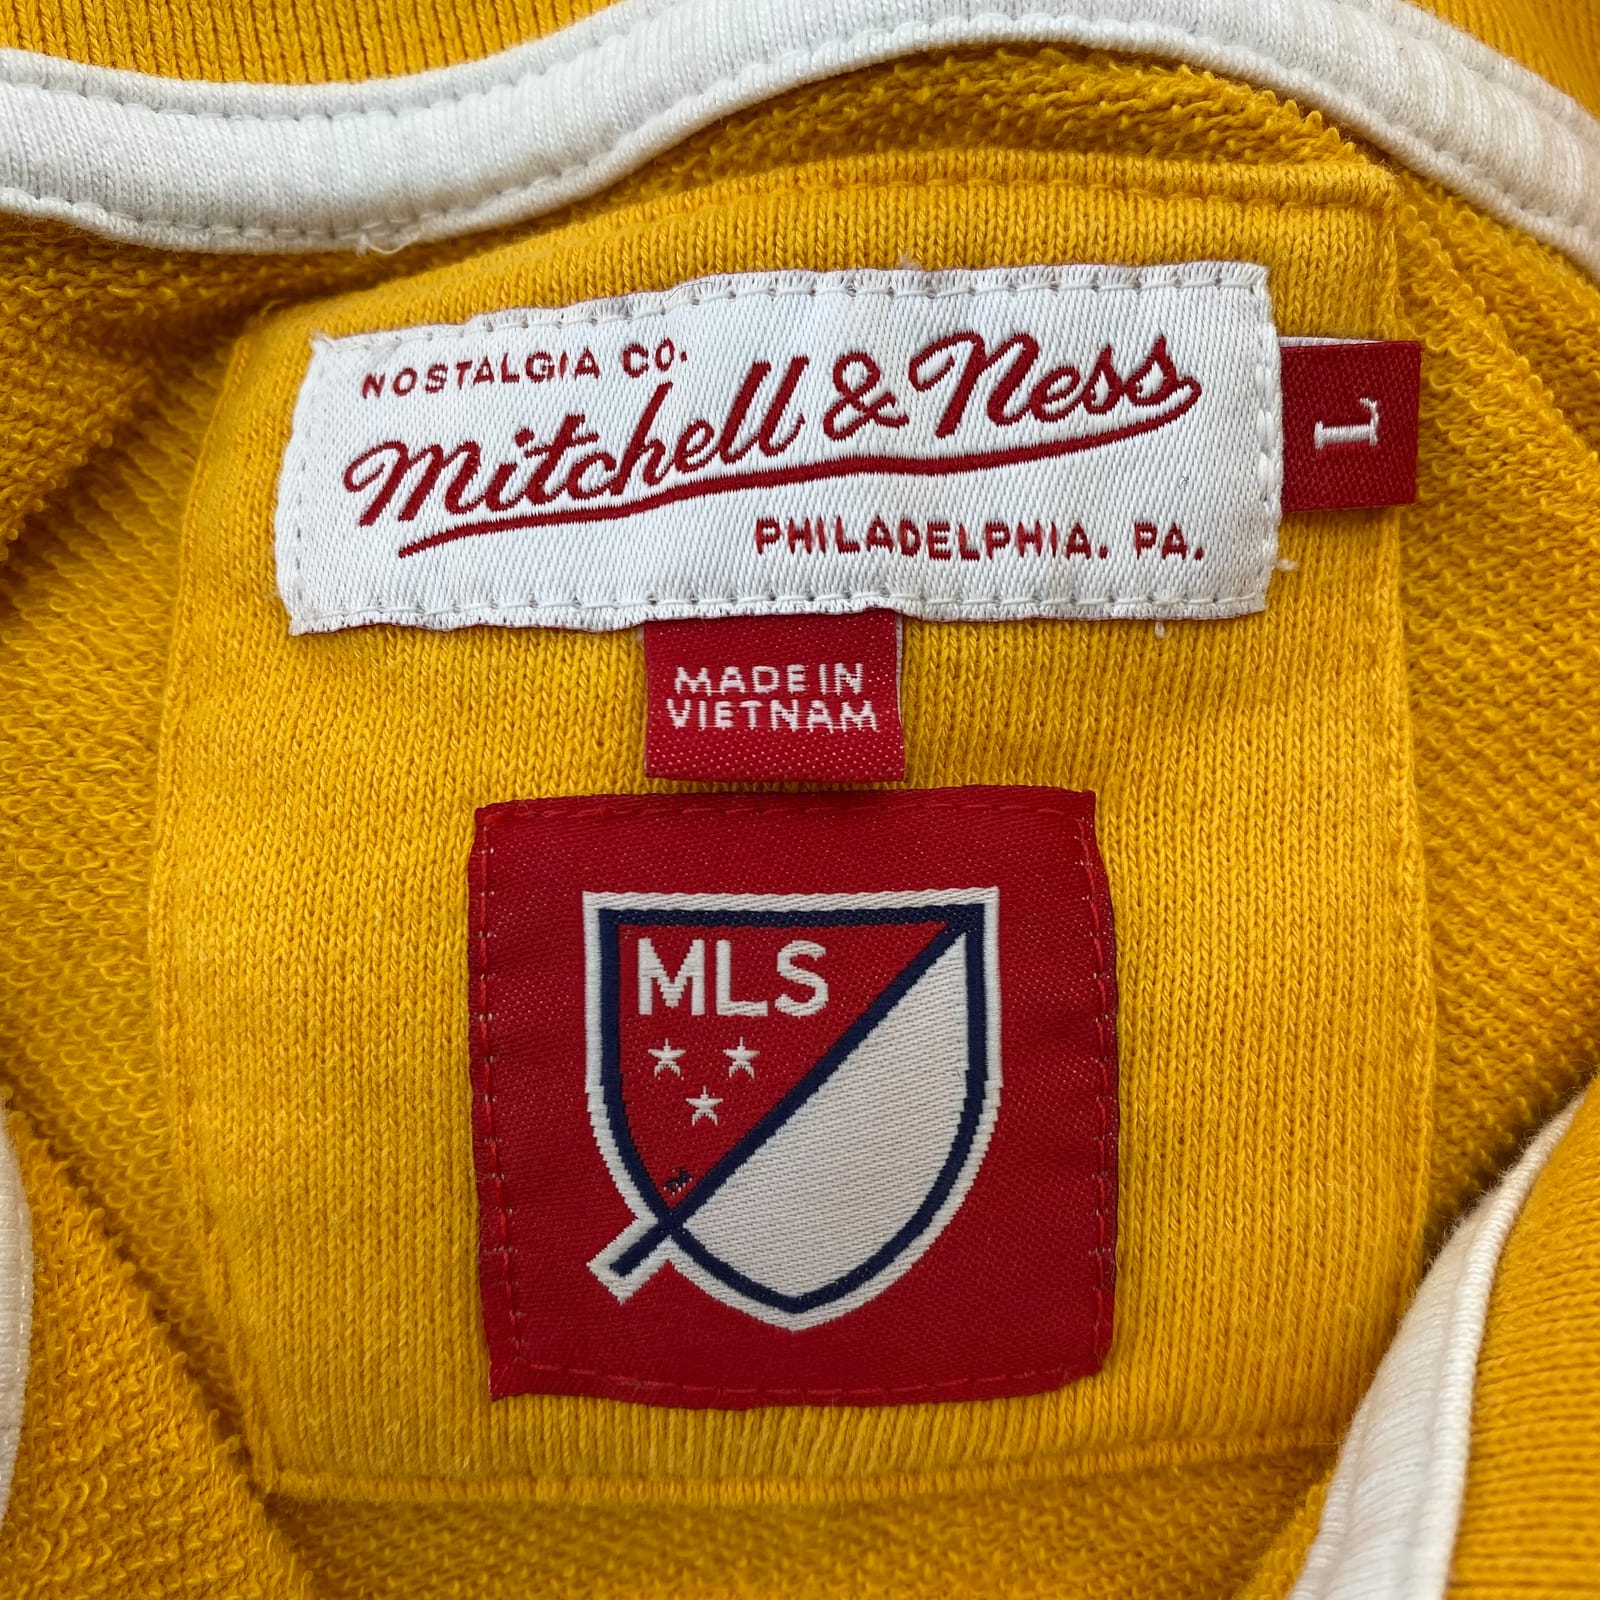 NOSTALGIA CO.
Mitchell & Ness
PHILADELPHIA. PA.
L
MADE IN
VIETNAM
MLS